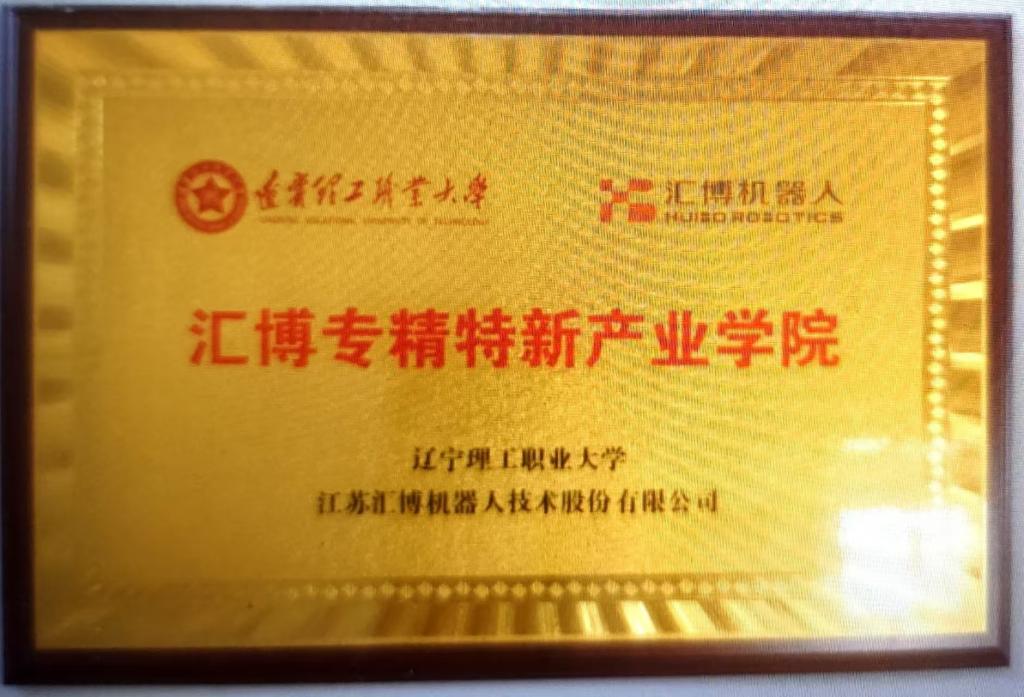 辽宁理工职业大学
汇博机器人
HUIBO ROBOTICS
汇博专精特新产业学院
辽宁理工职业大学
江苏汇博机器人技术股份有限公司